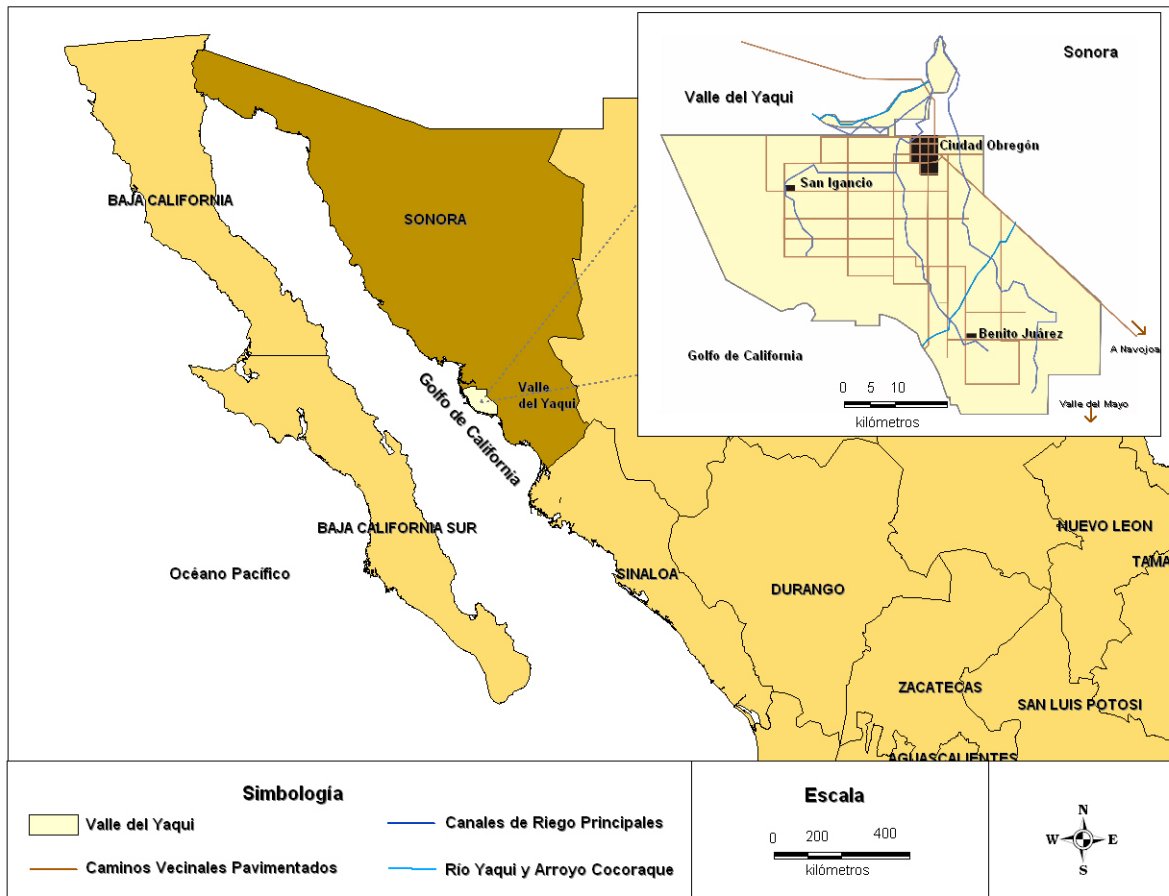 BAJA CALIFORNIA
SONORA
Valle
del Yaqui
Golfo de California
BAJA CALIFORNIA SUR
Océano Pacífico
SINALOA
DURANGO
NUEVO LEON
TAMA
ZACATECAS
SAN LUIS POTOSI
AGUASCALIENTES
Sonora
Valle del Yaqui
Ciudad Obregón
San Igancio
Benito Juárez
Golfo de California
A Navojoa
0 5 10
kilómetros
Valle del Mayo
Simbología
Valle del Yaqui
Caminos Vecinales Pavimentados
Canales de Riego Principales
Río Yaqui y Arroyo Cocoraque
Escala
0 200 400
kilómetros
N
W E
S